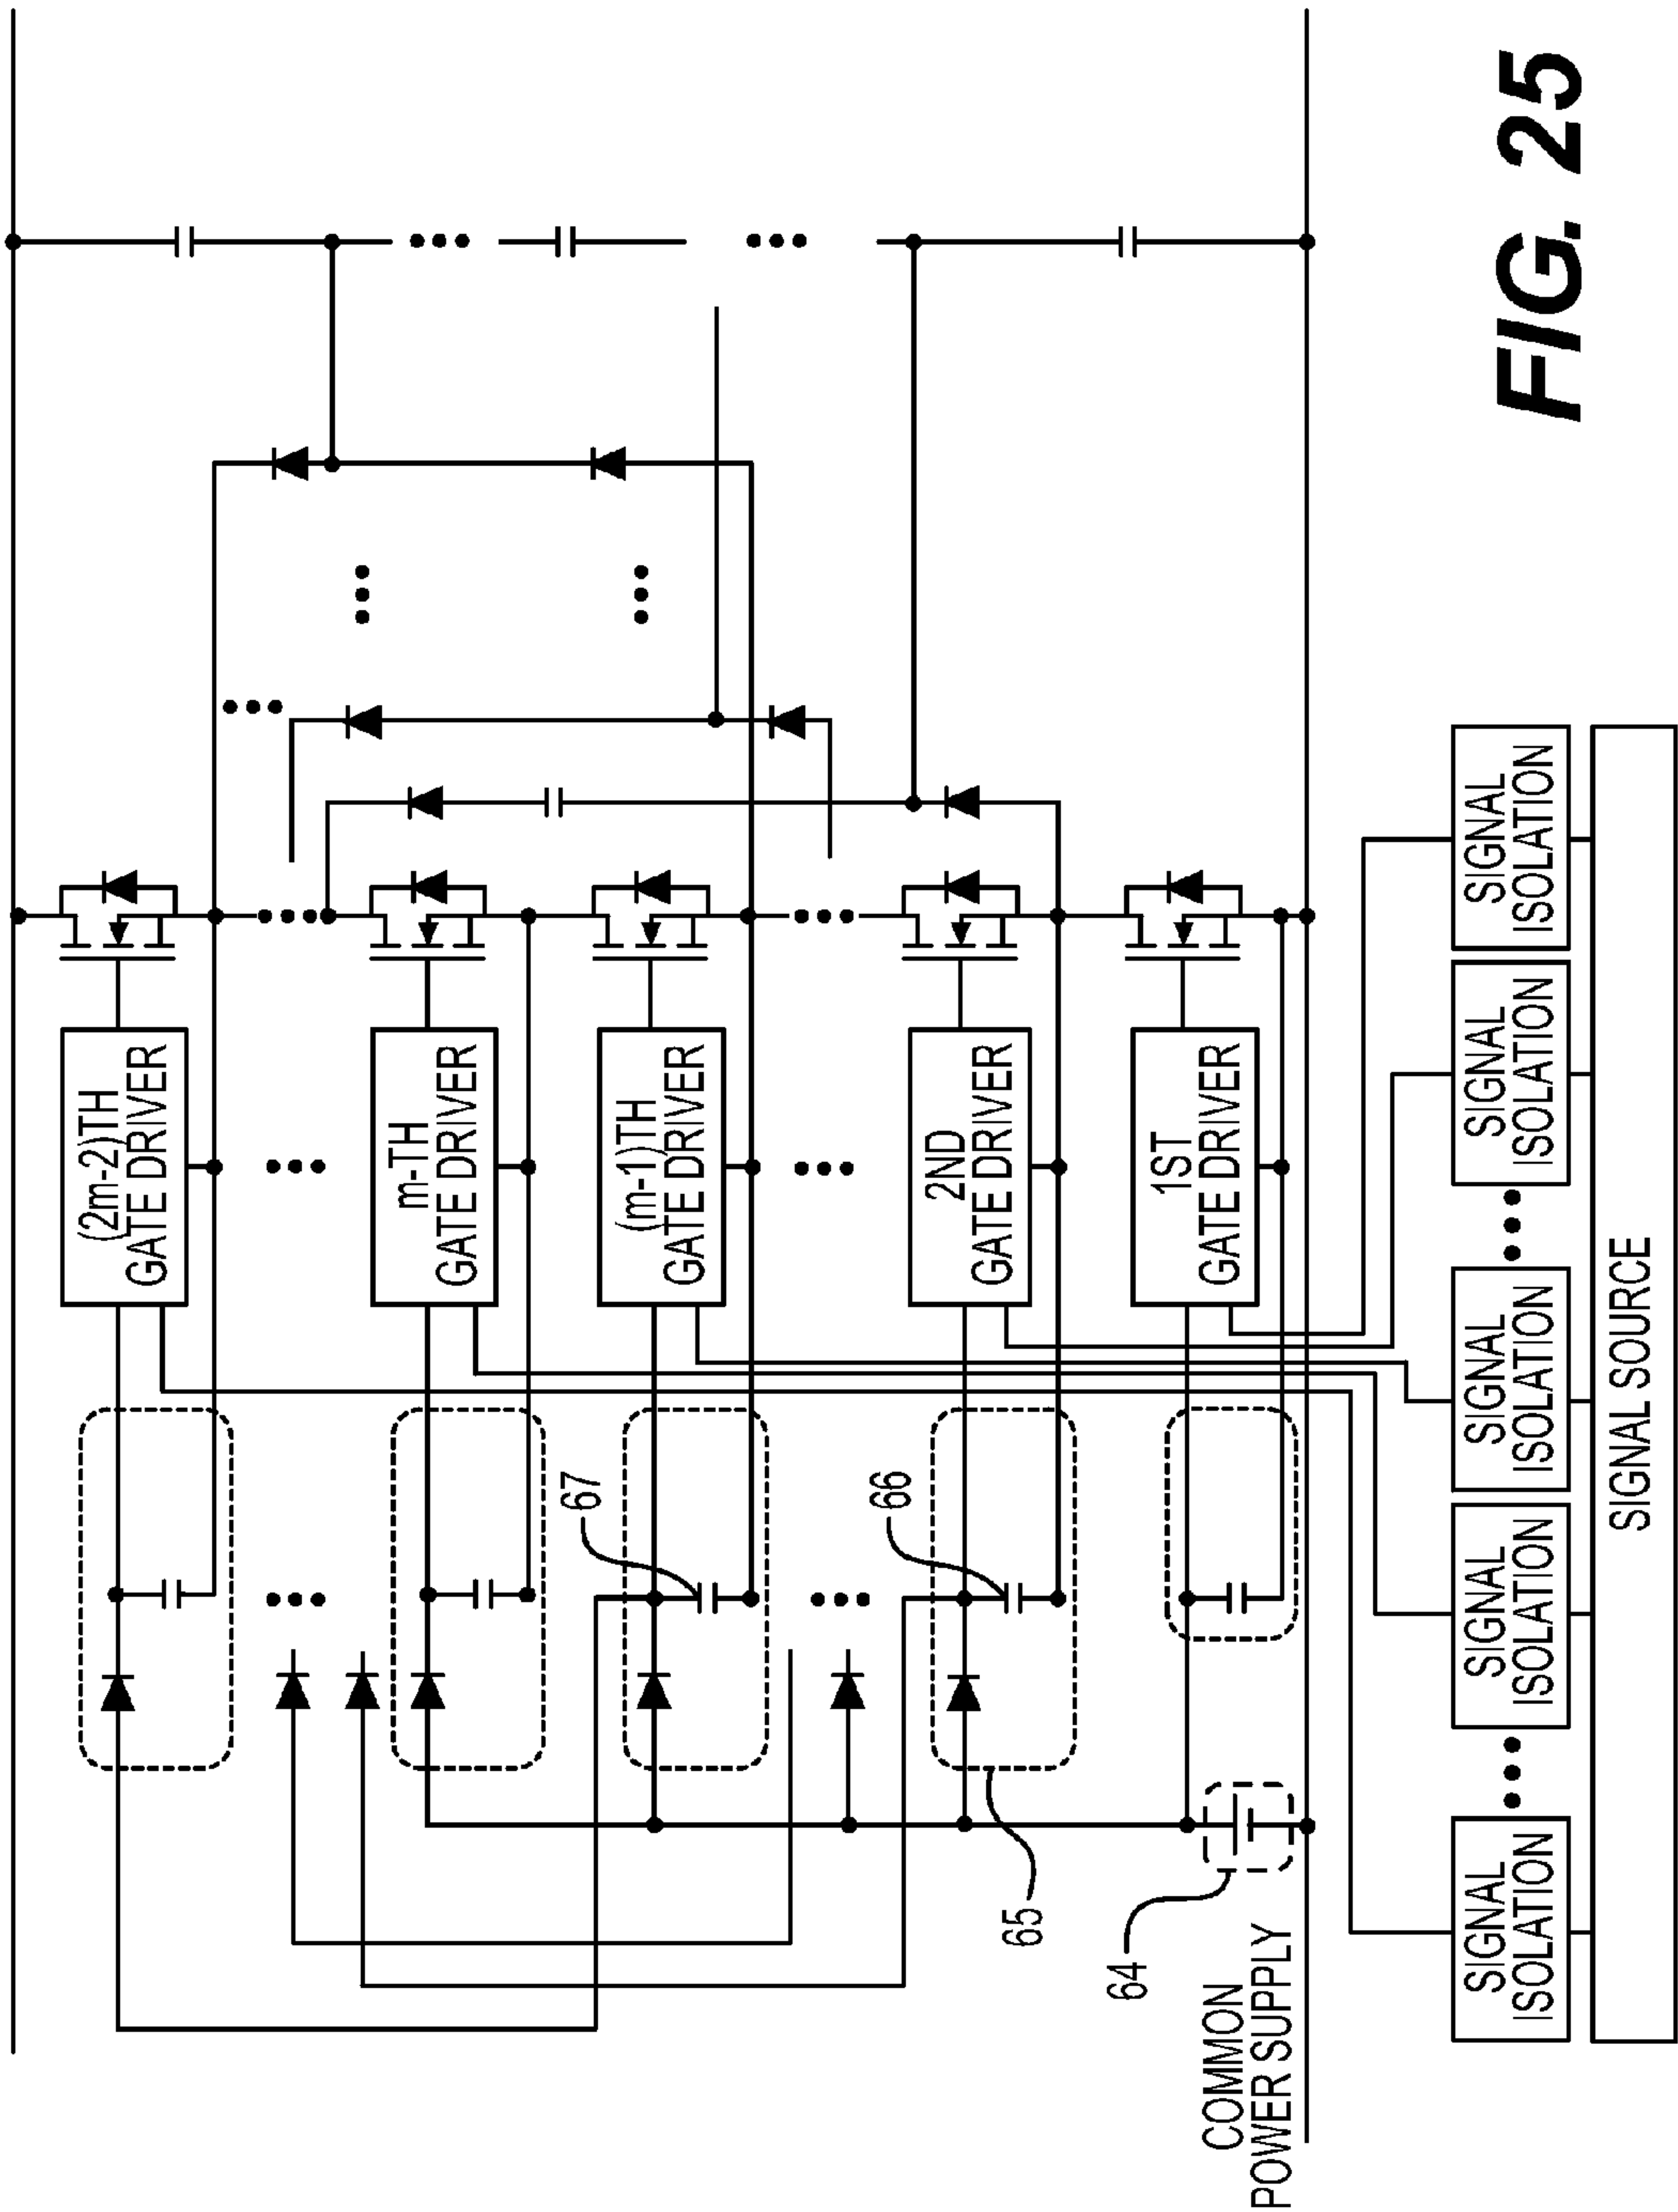 (2m-2)TH
GATE DRIVER
m-TH
GATE DRIVER
(m-1)TH
GATE DRIVER
2ND
GATE DRIVER
1ST
GATE DRIVER
67
66
65
64
COMMON
POWER SUPPLY
SIGNAL
ISOLATION
SIGNAL
ISOLATION
SIGNAL
ISOLATION
SIGNAL
ISOLATION
SIGNAL
ISOLATION
SIGNAL SOURCE
FIG. 25